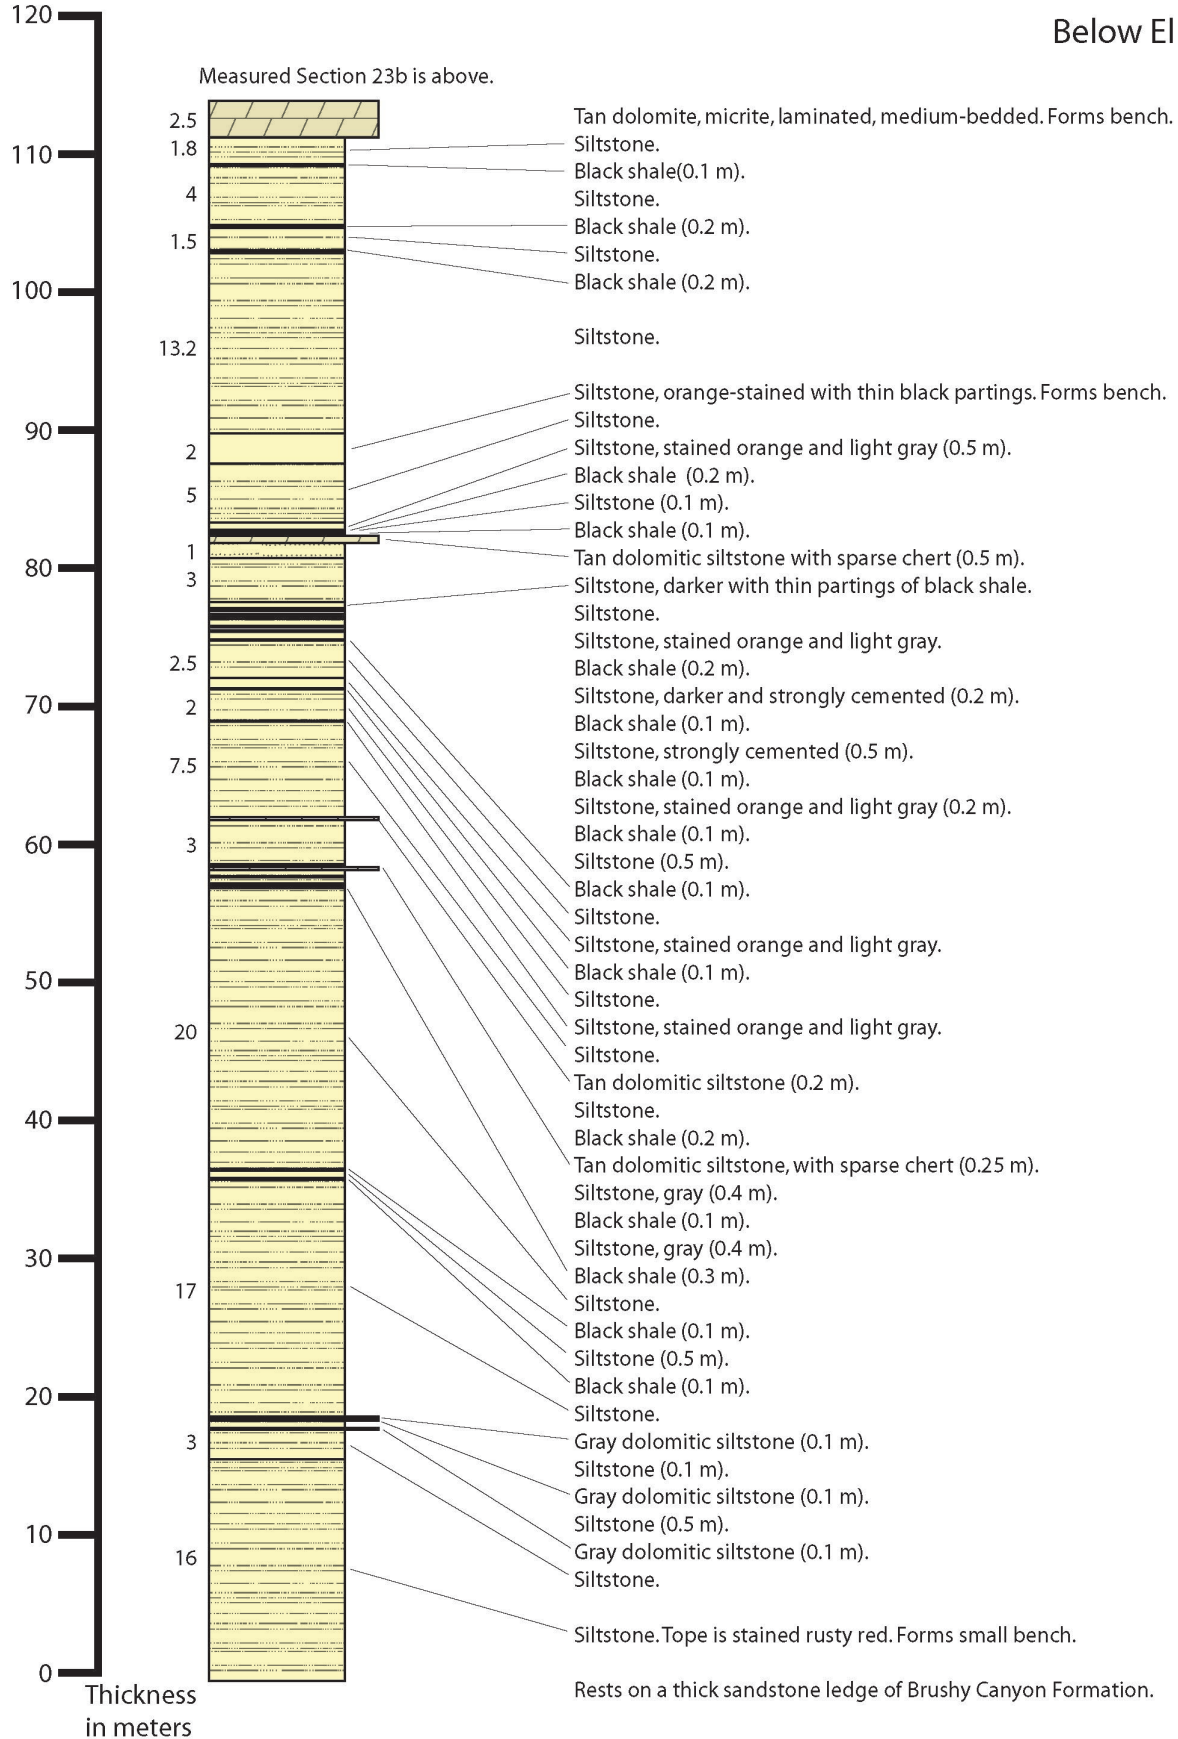 120
Below El
Measured Section 23b is above.
2.5
Tan dolomite, micrite, laminated, medium-bedded. Forms bench.
1.8
Siltstone.
110
Black shale(0.1 m).
4
Siltstone.
Black shale (0.2 m).
1.5
Siltstone.
Black shale (0.2 m).
100
Siltstone.
13.2
Siltstone, orange-stained with thin black partings. Forms bench.
Siltstone.
90
Siltstone, stained orange and light gray (0.5 m).
2
Black shale  (0.2 m).
5
Siltstone (0.1 m).
Black shale (0.1 m).
1
Tan dolomitic siltstone with sparse chert (0.5 m).
80
3
Siltstone, darker with thin partings of black shale.
Siltstone.
Siltstone, stained orange and light gray.
2.5
Black shale (0.2 m).
Siltstone, darker and strongly cemented (0.2 m).
70
2
Black shale (0.1 m).
Siltstone, strongly cemented (0.5 m).
7.5
Black shale (0.1 m).
Siltstone, stained orange and light gray (0.2 m).
Black shale (0.1 m).
60
3
Siltstone (0.5 m).
Black shale (0.1 m).
Siltstone.
Siltstone, stained orange and light gray.
Black shale (0.1 m).
50
Siltstone.
Siltstone, stained orange and light gray.
20
Siltstone.
Tan dolomitic siltstone (0.2 m).
Siltstone.
40
Black shale (0.2 m).
Tan dolomitic siltstone, with sparse chert (0.25 m).
Siltstone, gray (0.4 m).
Black shale (0.1 m).
Siltstone, gray (0.4 m).
30
Black shale (0.3 m).
17
Siltstone.
Black shale (0.1 m).
Siltstone (0.5 m).
Black shale (0.1 m).
20
Siltstone.
3
Gray dolomitic siltstone (0.1 m).
Siltstone (0.1 m).
Gray dolomitic siltstone (0.1 m).
Siltstone (0.5 m).
10
Gray dolomitic siltstone (0.1 m).
16
Siltstone.
Siltstone. Tope is stained rusty red. Forms small bench.
0
Rests on a thick sandstone ledge of Brushy Canyon Formation.
Thickness
in meters